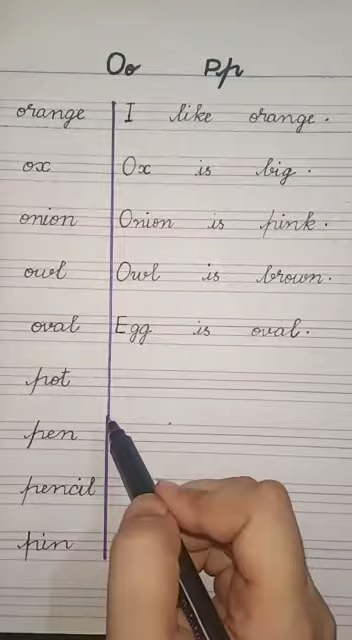 Oo Pp
orange I like orange.
ox Ox is big.
onion Onion is pink.
owl Owl is brown.
oval Egg is oval.
pot
pen
pencil
pin